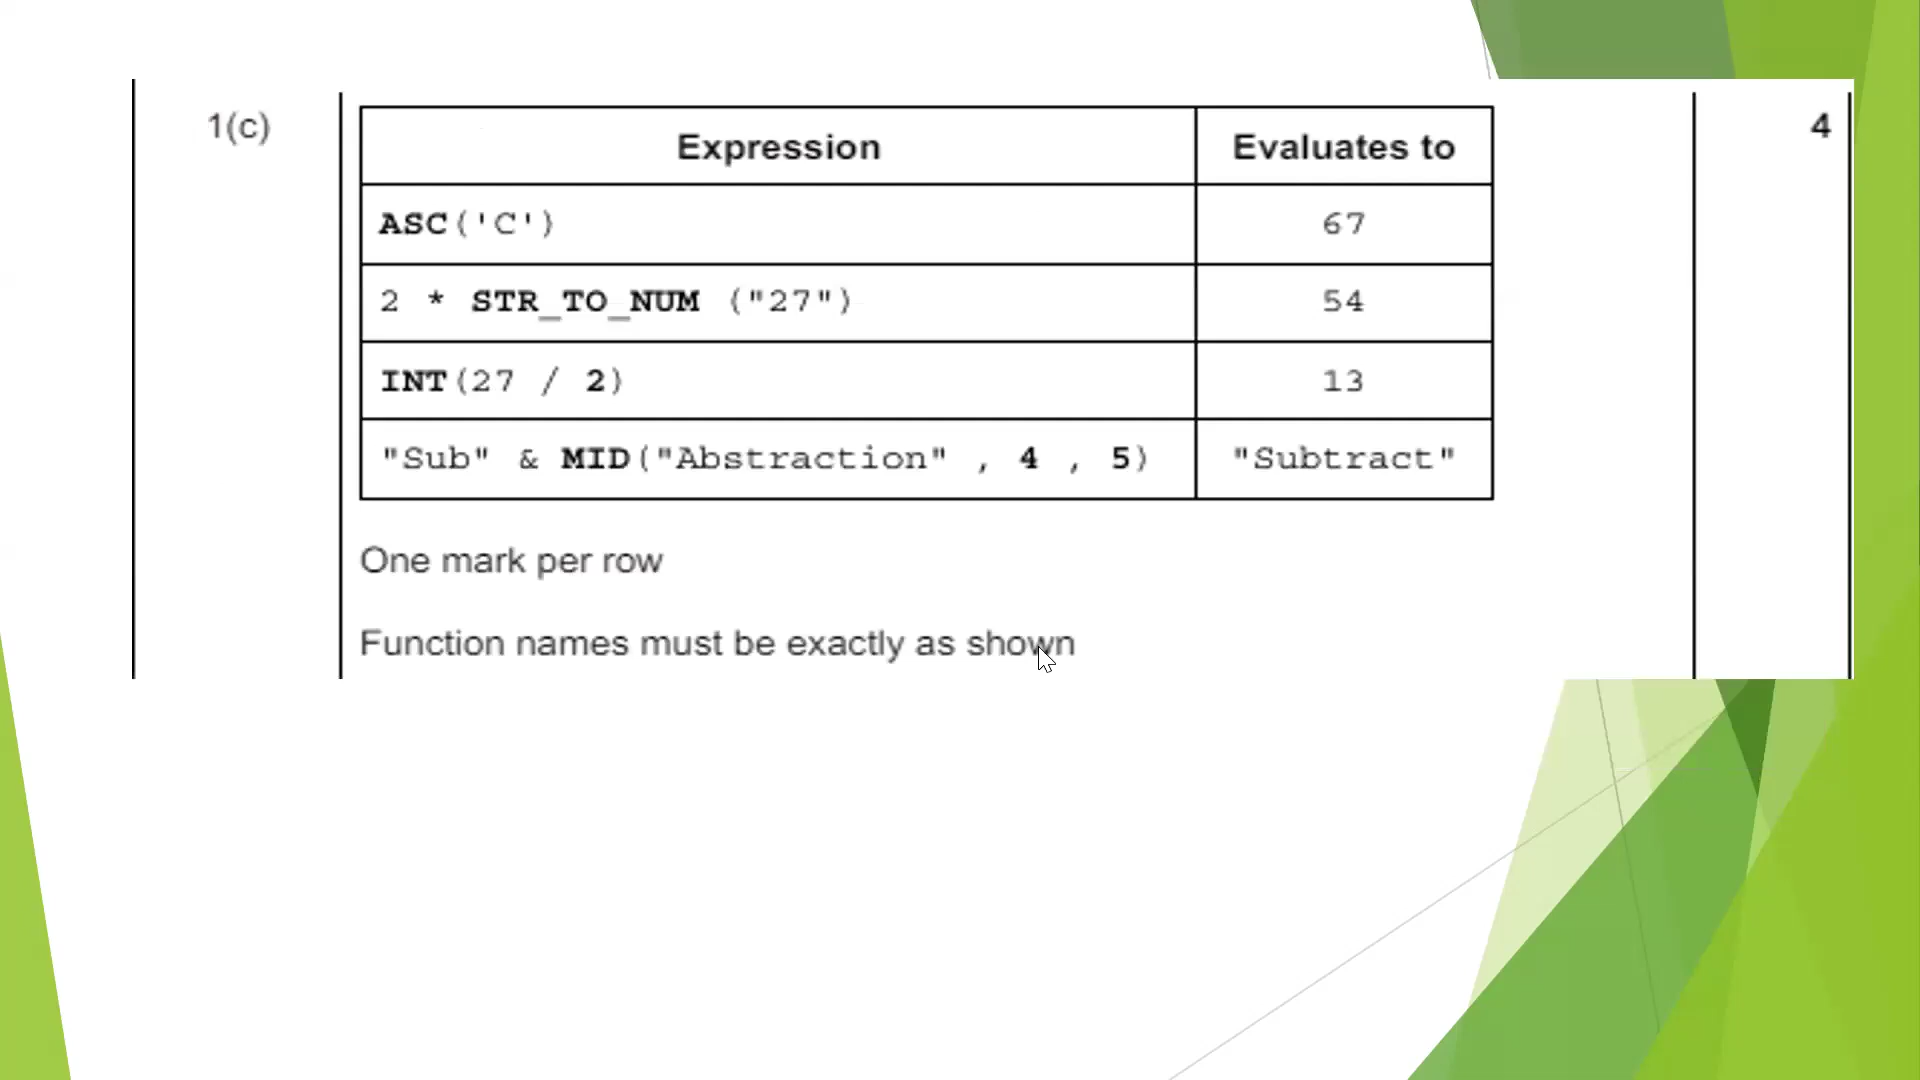 1(c)
Expression
Evaluates to
4
ASC('C')
67
2 * STR_TO_NUM ("27")
54
INT(27 / 2)
13
"Sub" & MID("Abstraction" , 4 , 5)
"Subtract"
One mark per row
Function names must be exactly as shown